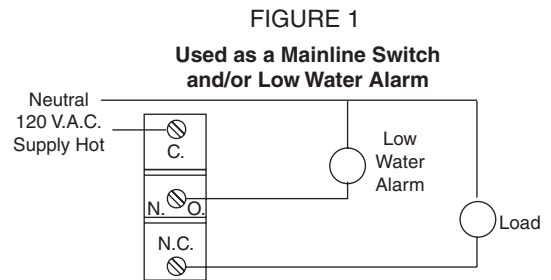 FIGURE 1
Used as a Mainline Switch
and/or Low Water Alarm
Neutral
120 V.A.C.
Supply Hot
C.
Low
Water
Alarm
N. O.
Load
N.C.